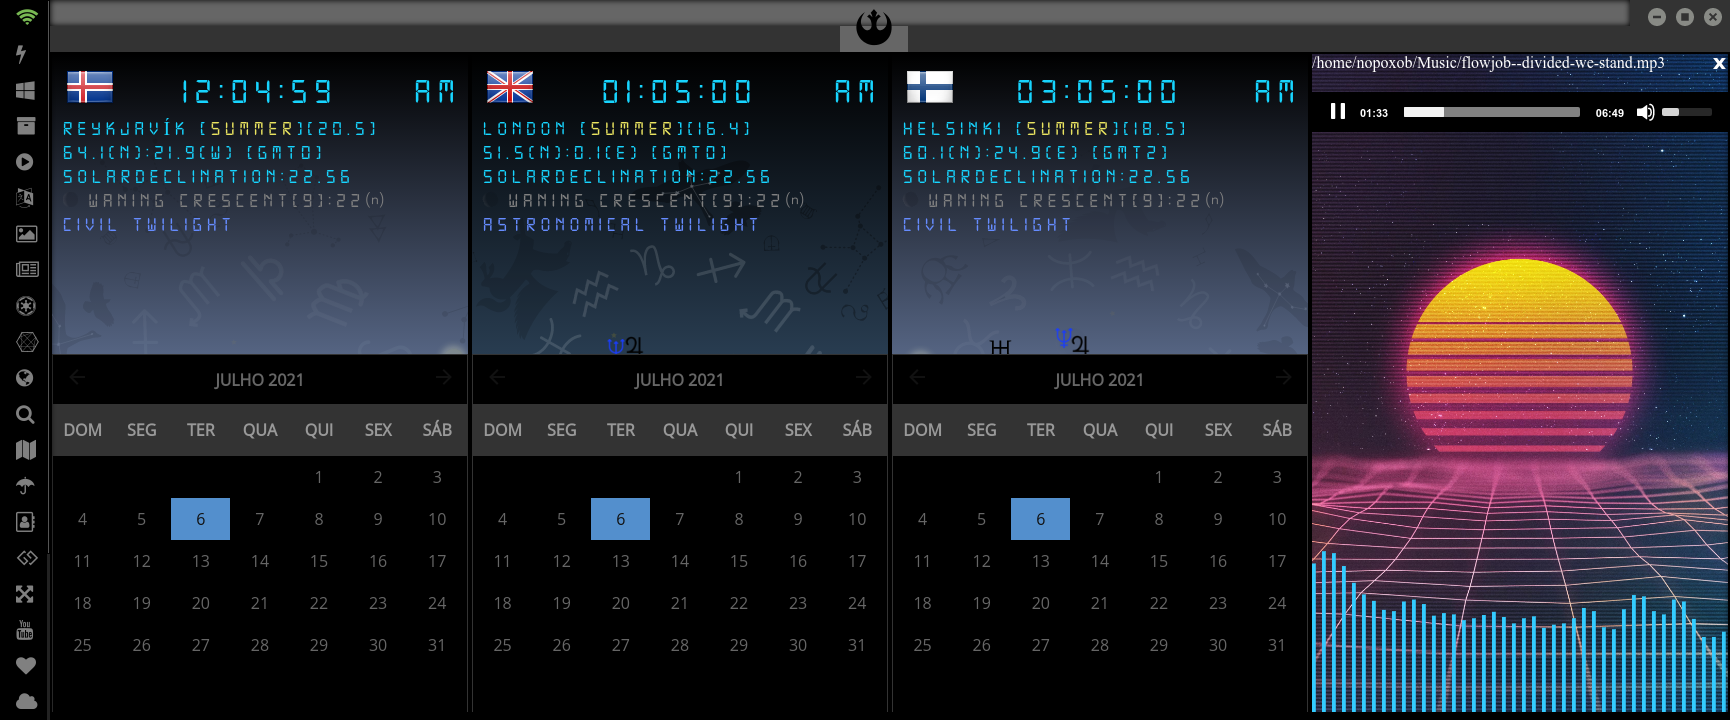 12:04:59 AM
REYKJAVÍK [SUMMER][20.5]
64.1(N):21.9(W) [GMT0]
SOLARDECLINATION:22.56
WANING CRESCENT[9]:22(n)
CIVIL TWILIGHT
JULHO 2021
DOM SEG TER QUA QUI SEX SÁB
1 2 3
4 5 6 7 8 9 10
11 12 13 14 15 16 17
18 19 20 21 22 23 24
25 26 27 28 29 30 31
01:05:00 AM
LONDON [SUMMER][16.4]
51.5(N):0.1(E) [GMT0]
SOLARDECLINATION:22.56
WANING CRESCENT[9]:22(n)
ASTRONOMICAL TWILIGHT
JULHO 2021
DOM SEG TER QUA QUI SEX SÁB
1 2 3
4 5 6 7 8 9 10
11 12 13 14 15 16 17
18 19 20 21 22 23 24
25 26 27 28 29 30 31
03:05:00 AM
HELSINKI [SUMMER][18.5]
60.1(N):24.9(E) [GMT2]
SOLARDECLINATION:22.56
WANING CRESCENT[9]:22(n)
CIVIL TWILIGHT
JULHO 2021
DOM SEG TER QUA QUI SEX SÁB
1 2 3
4 5 6 7 8 9 10
11 12 13 14 15 16 17
18 19 20 21 22 23 24
25 26 27 28 29 30 31
/home/nopoxob/Music/flowjob--divided-we-stand.mp3 x
01:33 06:49
You
Tube